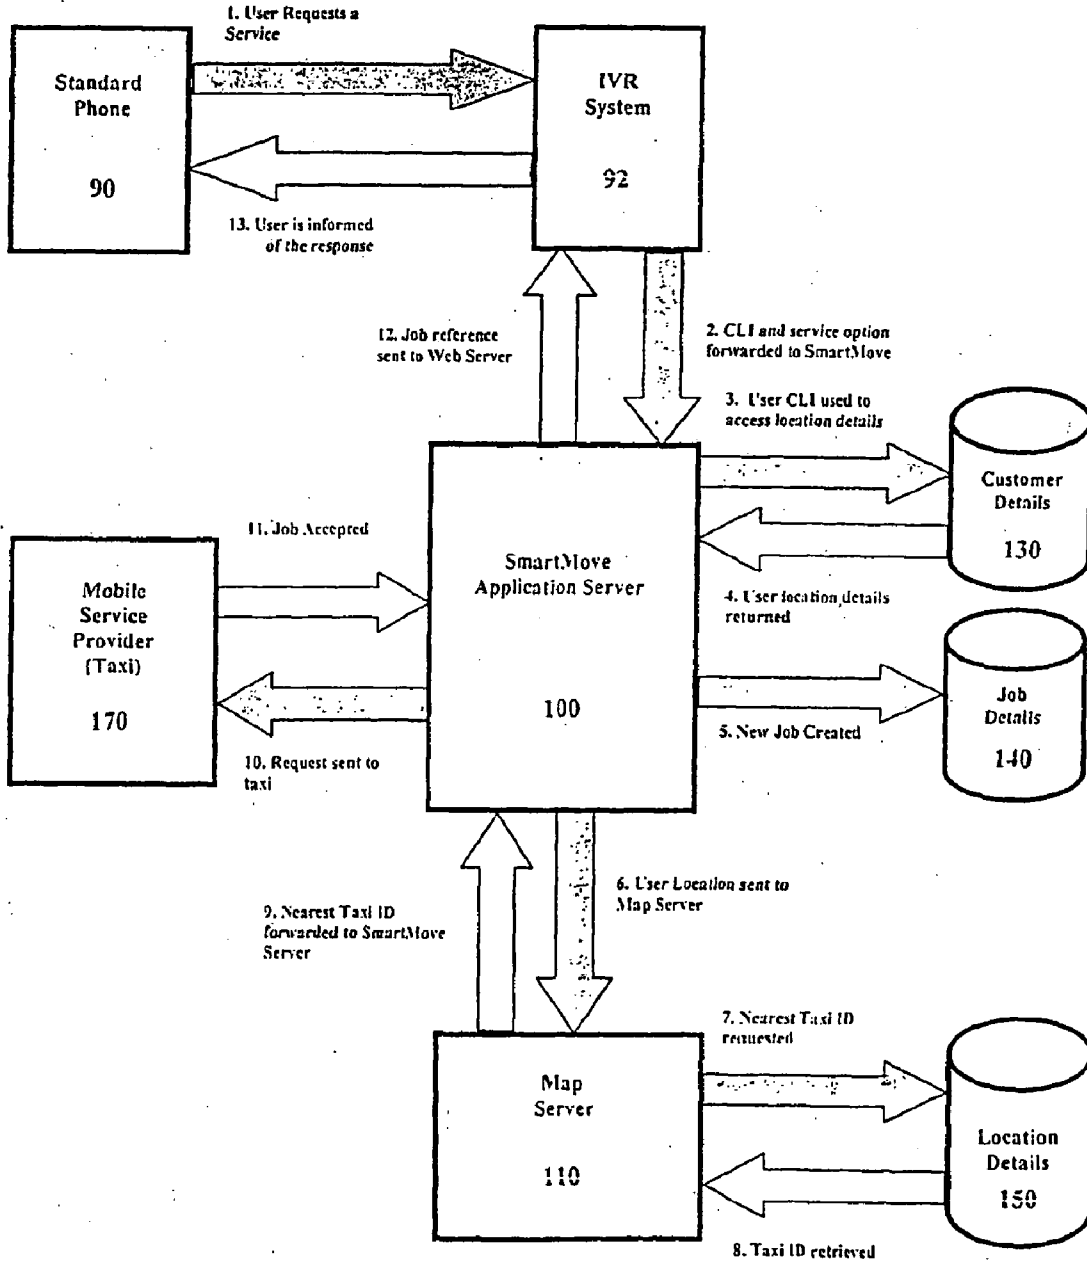 1. User Requests a
Service
Standard
Phone
90
IVR
System
92
13. User is informed
of the response
12. Job reference
sent to Web Server
2. CLI and service option
forwarded to SmartMove
3. User CLI used to
access location details
Customer
Details
130
11. Job Accepted
SmartMove
Application Server
100
4. User location details
returned
Mobile
Service
Provider
(Taxi)
170
Job
Details
140
5. New Job Created
10. Request sent to
taxi
6. User Location sent to
Map Server
9. Nearest Taxi ID
forwarded to SmartMove
Server
7. Nearest Taxi ID
requested
Map
Server
110
Location
Details
150
8. Taxi ID retrieved